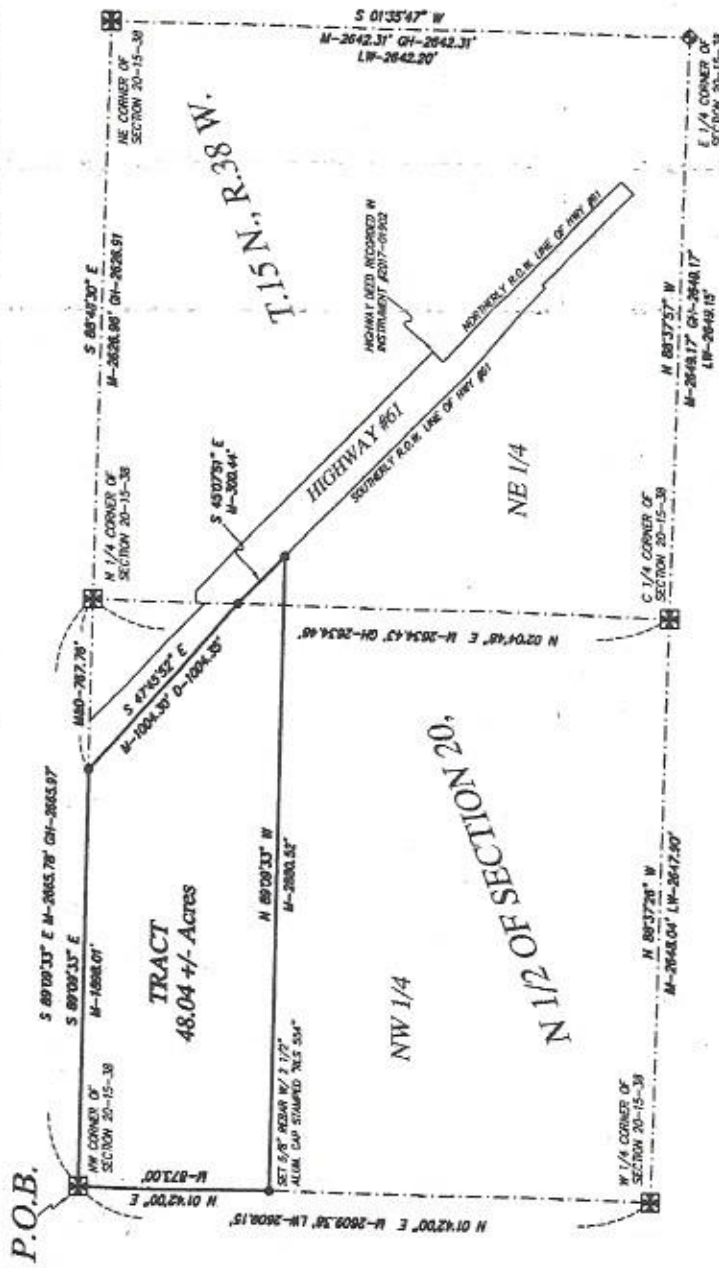 P.O.B.
S 89°09'33" E M-2665.78' GH-2665.97'
S 89°09'33" E
M-1898.01'
NW CORNER OF
SECTION 20-15-38
M&D-767.76'
N 1/4 CORNER OF
SECTION 20-15-38
S 88°40'30" E
M-2626.96' GH-2626.91
NE CORNER OF
SECTION 20-15-38
S 01°35'47" W
M-2642.31' GH-2642.31'
LW-2642.20'
T.15 N., R.38 W.
S 47°45'52" E
M-1004.30' D-1004.35'
S 45°07'51" E
M-300.44'
HIGHWAY #61
HIGHWAY DEED RECORDED IN
INSTRUMENT #2017-01902
NORTHERLY R.O.W. LINE OF HWY #61
SOUTHERLY R.O.W. LINE OF HWY #61
TRACT
48.04 +/- Acres
N 01°42'00" E
M-873.00'
N 89°09'33" W
M-2880.52'
SET 5/8" REBAR W/ 2 1/2"
ALUM. CAP STAMPED "RLS 554"
N 01°42'00" E M-2609.38' LW-2609.15'
NW 1/4
N 1/2 OF SECTION 20,
N 02°04'48" E M-2634.43' GH-2634.46'
NE 1/4
W 1/4 CORNER OF
SECTION 20-15-38
N 88°37'26" W
M-2648.04' LW-2647.90'
C 1/4 CORNER OF
SECTION 20-15-38
N 88°37'57" W
M-2649.17' GH-2649.17'
LW-2649.15'
E 1/4 CORNER OF
SECTION 20-15-38